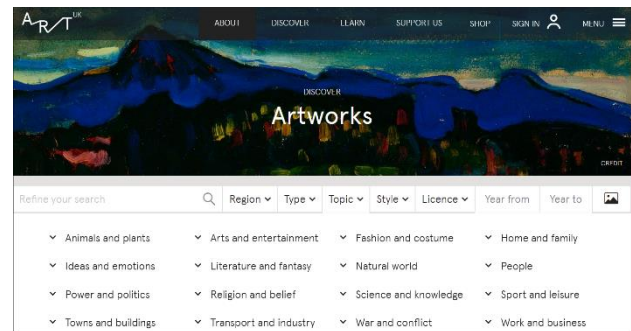 ART UK
ABOUT DISCOVER LEARN SUPPORT US SHOP SIGN IN MENU
DISCOVER
Artworks
CREDIT
Refine your search Region Type Topic Style Licence Year from Year to
Animals and plants Arts and entertainment Fashion and costume Home and family
Ideas and emotions Literature and fantasy Natural world People
Power and politics Religion and belief Science and knowledge Sport and leisure
Towns and buildings Transport and industry War and conflict Work and business